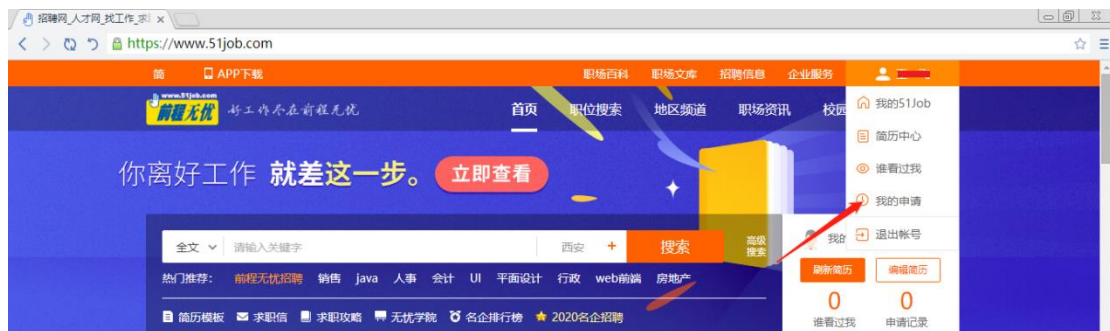 招聘网_人才网_找工作_求
https://www.51job.com
简 APP下载 职场百科 职场文库 招聘信息 企业服务
www.51job.com
前程无忧 好工作尽在前程无忧 首页 职位搜索 地区频道 职场资讯 校园
我的51Job
简历中心
谁看过我
我的申请
退出帐号
你离好工作 就差这一步。 立即查看
全文 请输入关键字 西安 + 搜索 高级搜索
我的
热门推荐: 前程无忧招聘 销售 java 人事 会计 UI 平面设计 行政 web前端 房地产
刷新简历 编辑简历
0 0
谁看过我 申请记录
简历模板 求职信 求职攻略 无忧学院 名企排行榜 2020名企招聘